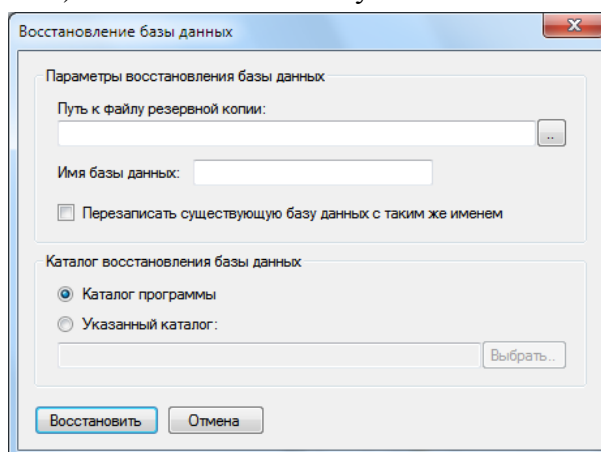 Восстановление базы данных
Параметры восстановления базы данных
Путь к файлу резервной копии:
..
Имя базы данных:
Перезаписать существующую базу данных с таким же именем
Каталог восстановления базы данных
Каталог программы
Указанный каталог:
Выбрать..
Восстановить Отмена